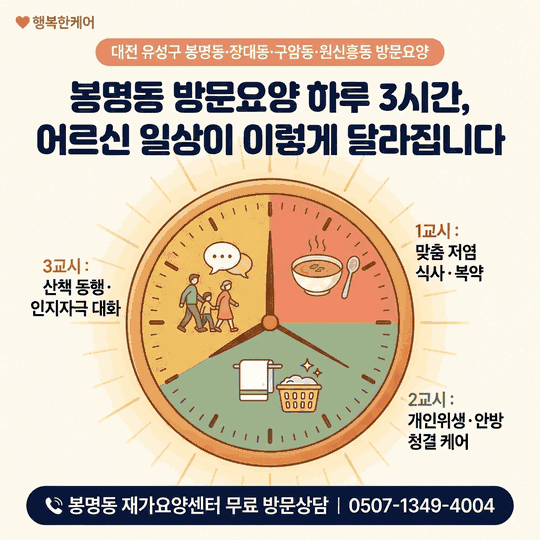 행복한케어
대전 유성구 봉명동·장대동·구암동·원신흥동 방문요양
봉명동 방문요양 하루 3시간,
어르신 일상이 이렇게 달라집니다
1교시 :
맞춤 저염
식사·복약
3교시 :
산책 동행·
인지자극 대화
2교시 :
개인위생·안방
청결 케어
봉명동 재가요양센터 무료 방문상담 | 0507-1349-4004